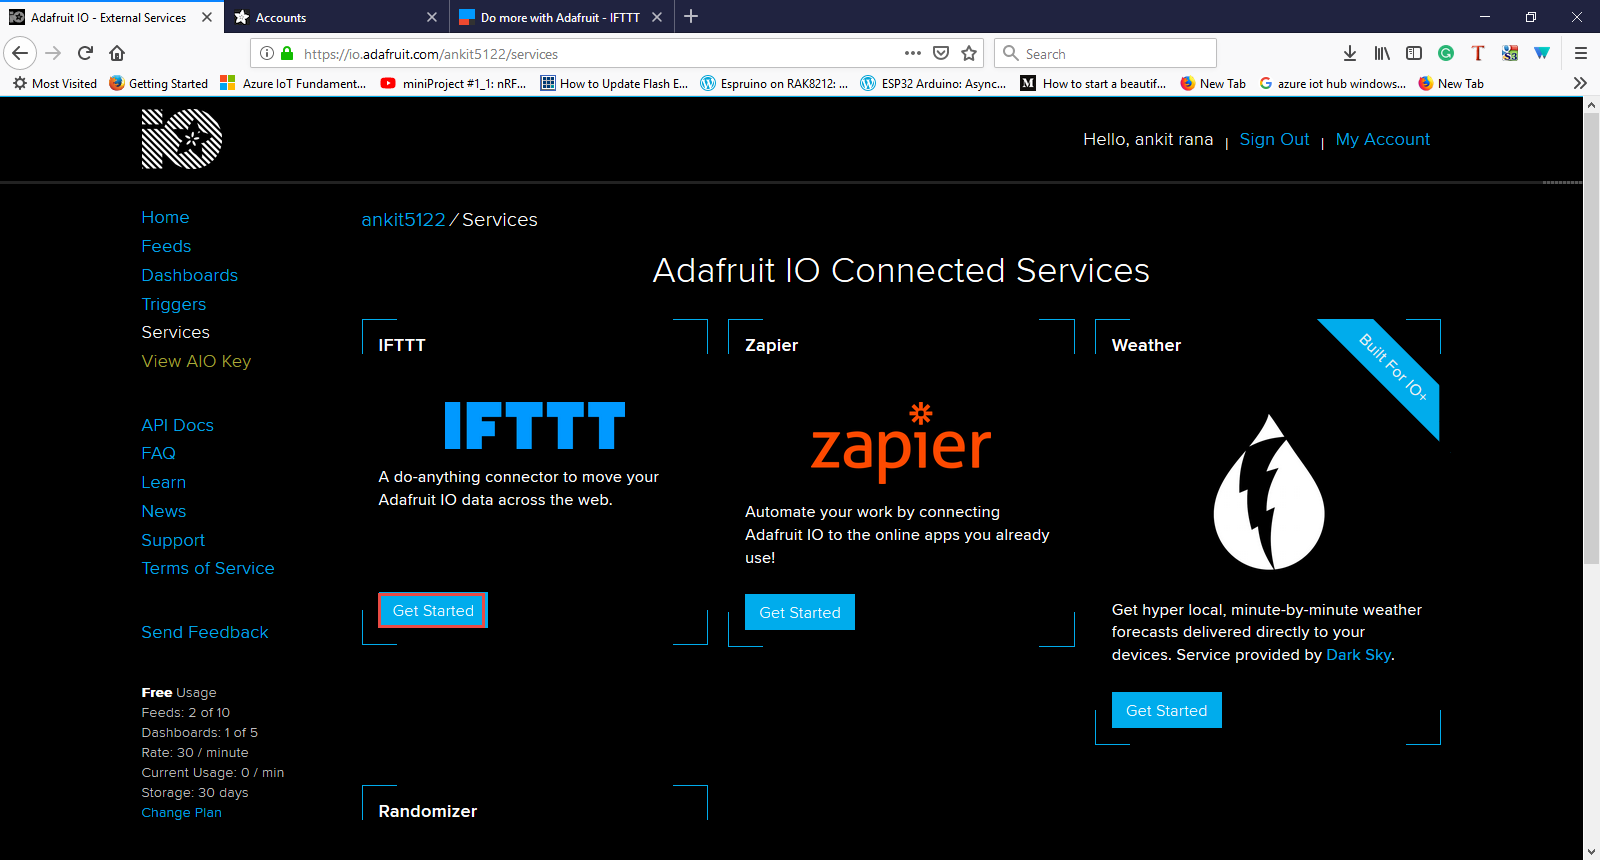 Adafruit IO - External Services
Accounts
Do more with Adafruit - IFTTT
https://io.adafruit.com/ankit5122/services
Search
Most Visited
Getting Started
Azure IoT Fundament...
miniProject #1_1: nRF...
How to Update Flash E...
Espruino on RAK8212: ...
ESP32 Arduino: Async...
How to start a beautif...
New Tab
azure iot hub windows...
New Tab
Hello, ankit rana | Sign Out | My Account
Home
Feeds
Dashboards
Triggers
Services
View AIO Key
API Docs
FAQ
Learn
News
Support
Terms of Service
Send Feedback
Free Usage
Feeds: 2 of 10
Dashboards: 1 of 5
Rate: 30 / minute
Current Usage: 0 / min
Storage: 30 days
Change Plan
ankit5122 / Services
Adafruit IO Connected Services
IFTTT
IFTTT
A do-anything connector to move your
Adafruit IO data across the web.
Get Started
Zapier
zapier
Automate your work by connecting
Adafruit IO to the online apps you already
use!
Get Started
Weather
Built For IO+
Get hyper local, minute-by-minute weather
forecasts delivered directly to your
devices. Service provided by Dark Sky.
Get Started
Randomizer